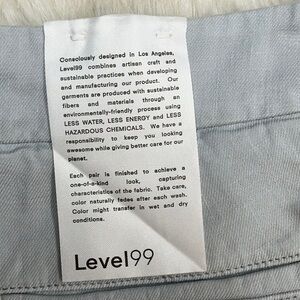 Consciously designed in Los Angeles,
Level99 combines artisan craft and
sustainable practices when developing
and manufacturing our product. Our
garments are produced with sustainable
fibers and materials through an
environmentally-friendly process using
LESS WATER, LESS ENERGY and LESS
HAZARDOUS CHEMICALS. We have a
responsibility to keep you looking
awesome while giving better care for our
planet.
Each pair is finished to achieve a
one-of-a-kind look, capturing
characteristics of the fabric. Take care,
color naturally fades after each wash.
Color might transfer in wet and dry
conditions.
Level99